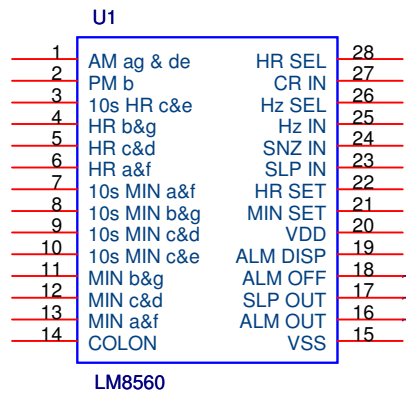 U1
1 AM ag & de HR SEL 28
2 PM b CR IN 27
3 10s HR c&e Hz SEL 26
4 HR b&g Hz IN 25
5 HR c&d SNZ IN 24
6 HR a&f SLP IN 23
7 10s MIN a&f HR SET 22
8 10s MIN b&g MIN SET 21
9 10s MIN c&d VDD 20
10 10s MIN c&e ALM DISP 19
11 MIN b&g ALM OFF 18
12 MIN c&d SLP OUT 17
13 MIN a&f ALM OUT 16
14 COLON VSS 15
LM8560